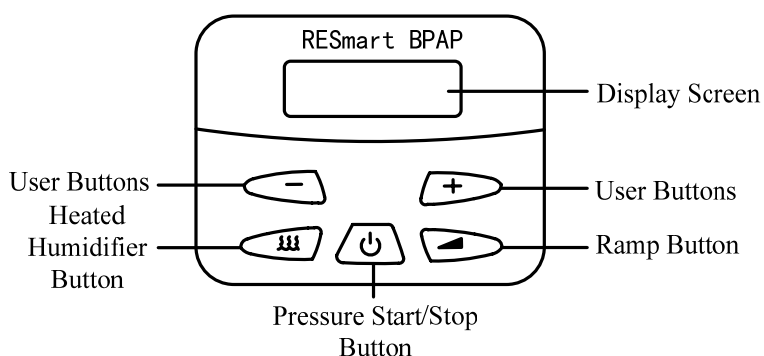 RESmart BPAP
Display Screen
User Buttons
User Buttons
Heated
Humidifier
Button
Ramp Button
Pressure Start/Stop
Button